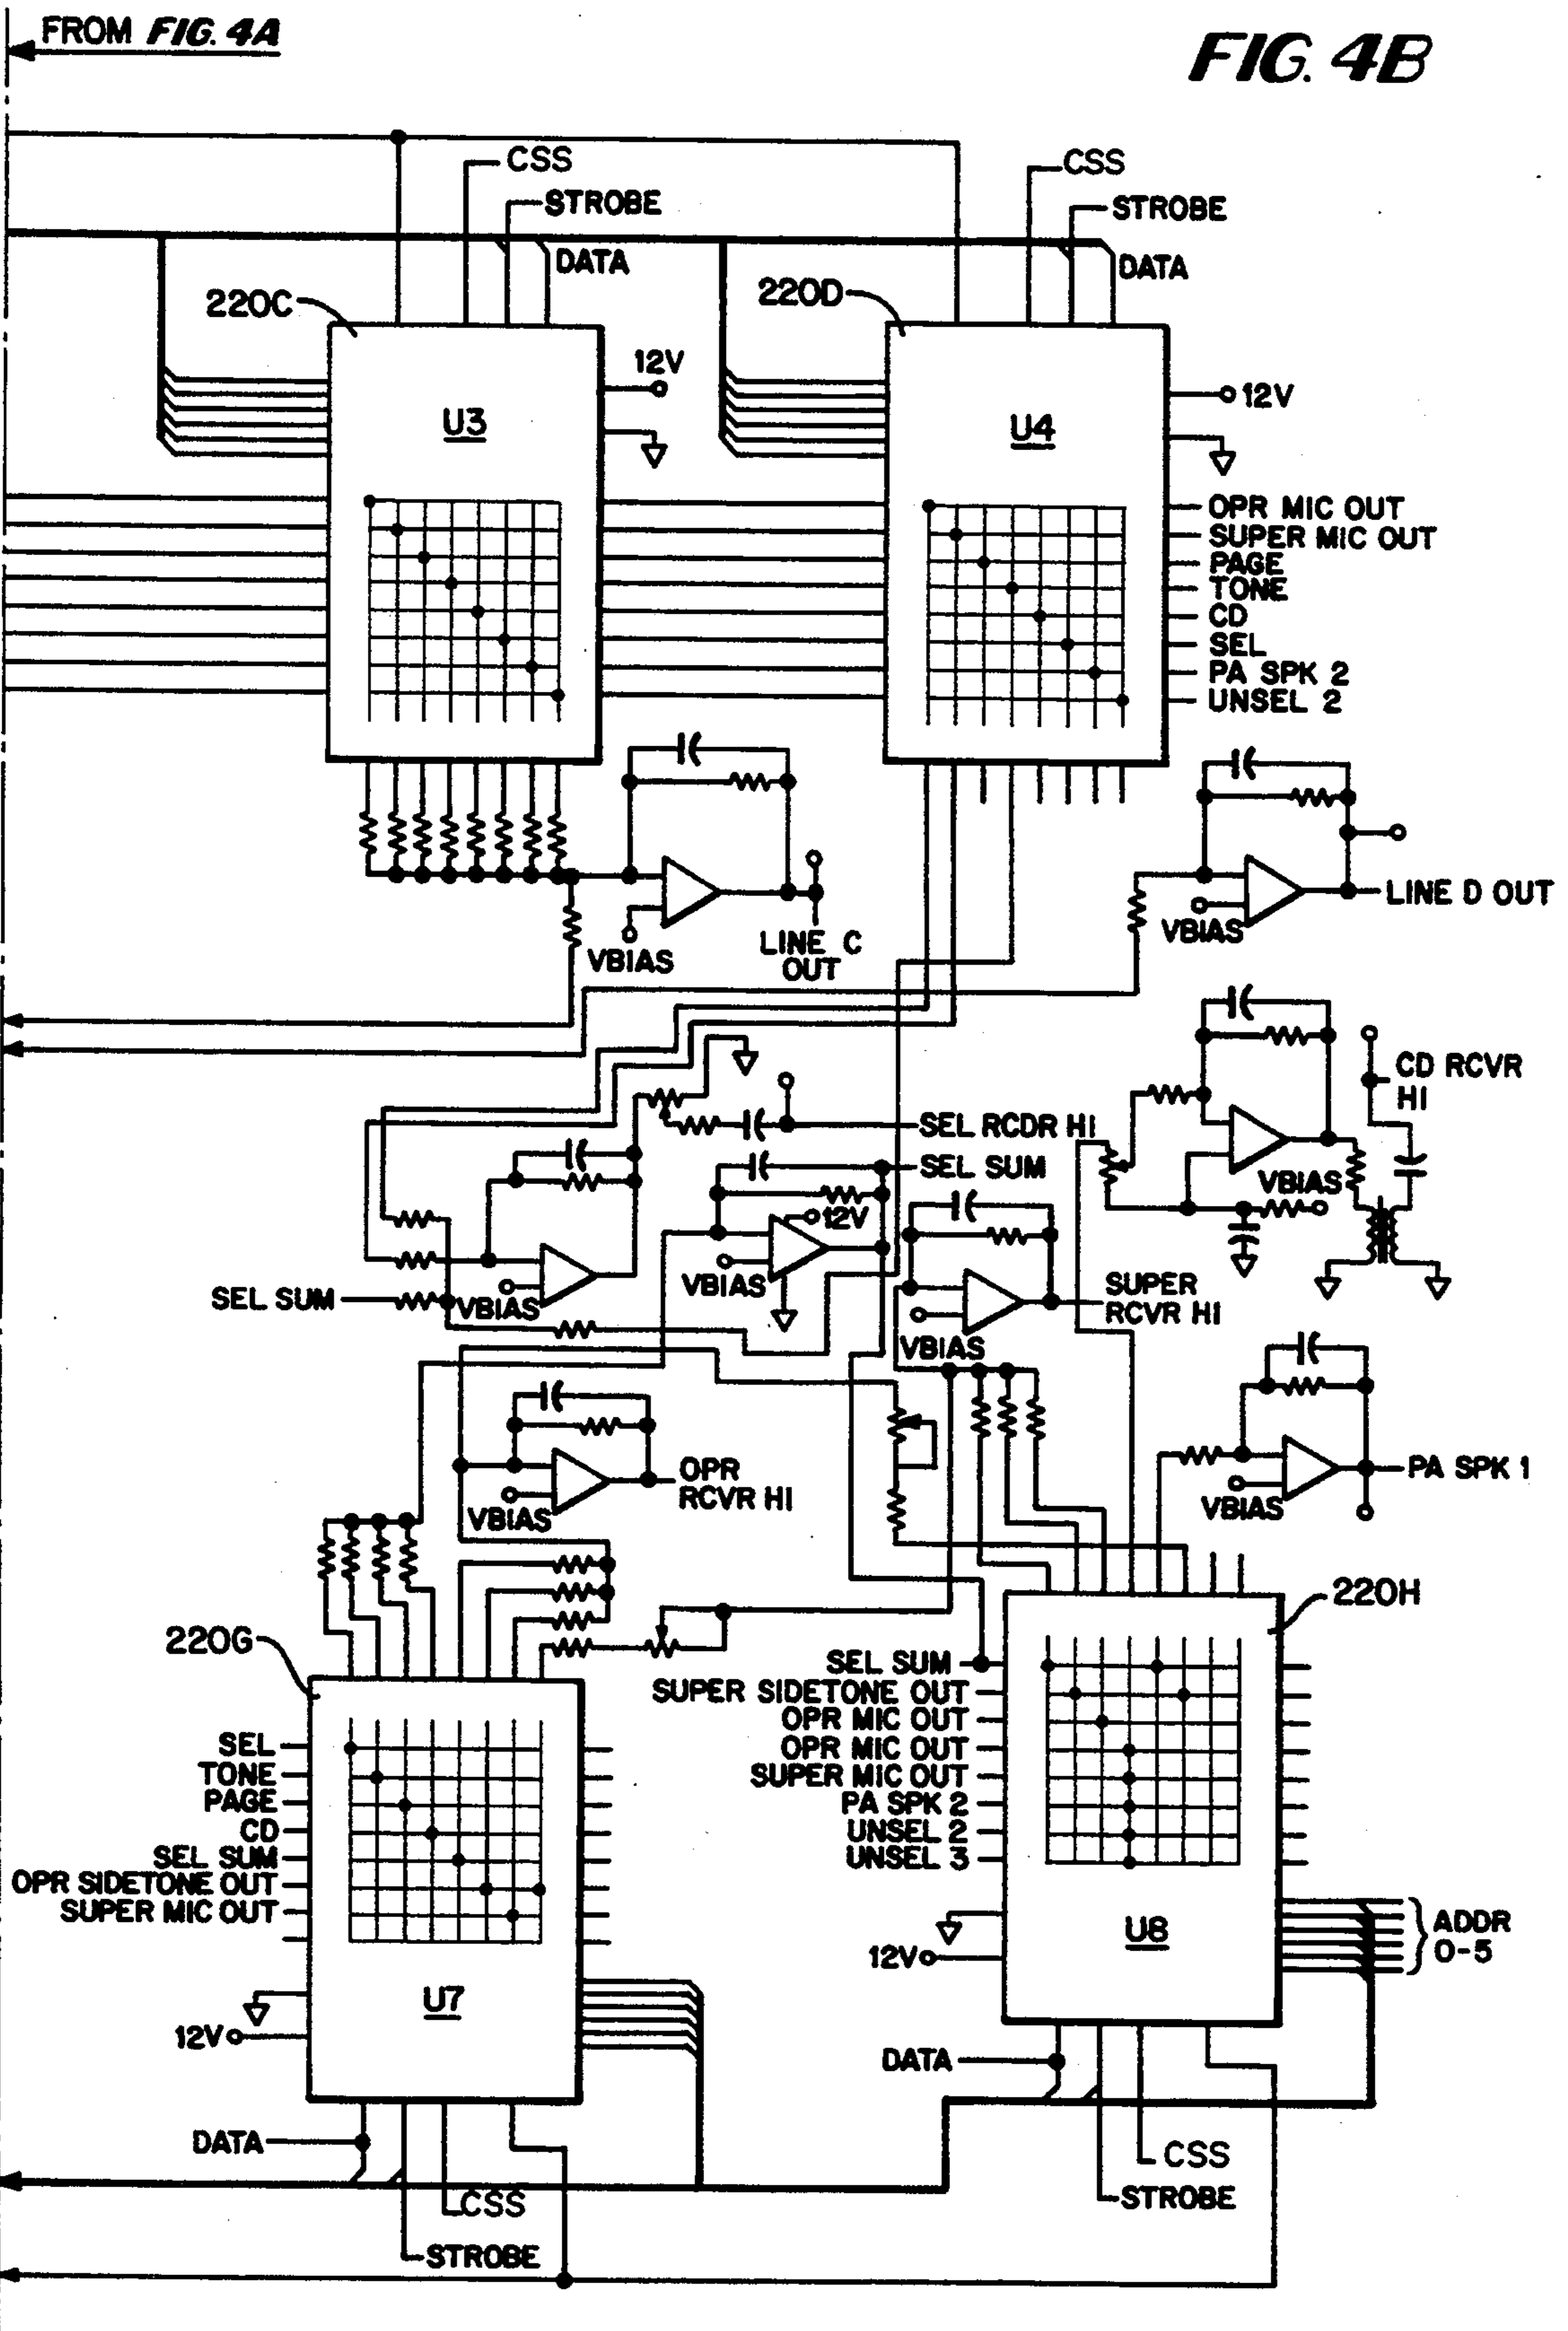 FROM FIG. 4A
FIG. 4B
CSS
STROBE
DATA
CSS
STROBE
DATA
220C
220D
12V
12V
U3
U4
OPR MIC OUT
SUPER MIC OUT
PAGE
TONE
CD
SEL
PA SPK 2
UNSEL 2
VBIAS
LINE C
OUT
VBIAS
LINE D OUT
CD RCVR
HI
SEL RCDR HI
SEL SUM
12V
VBIAS
VBIAS
VBIAS
SEL SUM
SUPER
RCVR HI
VBIAS
OPR
RCVR HI
VBIAS
PA SPK 1
VBIAS
220G
220H
SEL SUM
SUPER SIDETONE OUT
OPR MIC OUT
OPR MIC OUT
SUPER MIC OUT
PA SPK 2
UNSEL 2
UNSEL 3
SEL
TONE
PAGE
CD
SEL SUM
OPR SIDETONE OUT
SUPER MIC OUT
U8
ADDR
0-5
12V
U7
12V
DATA
CSS
STROBE
DATA
CSS
STROBE